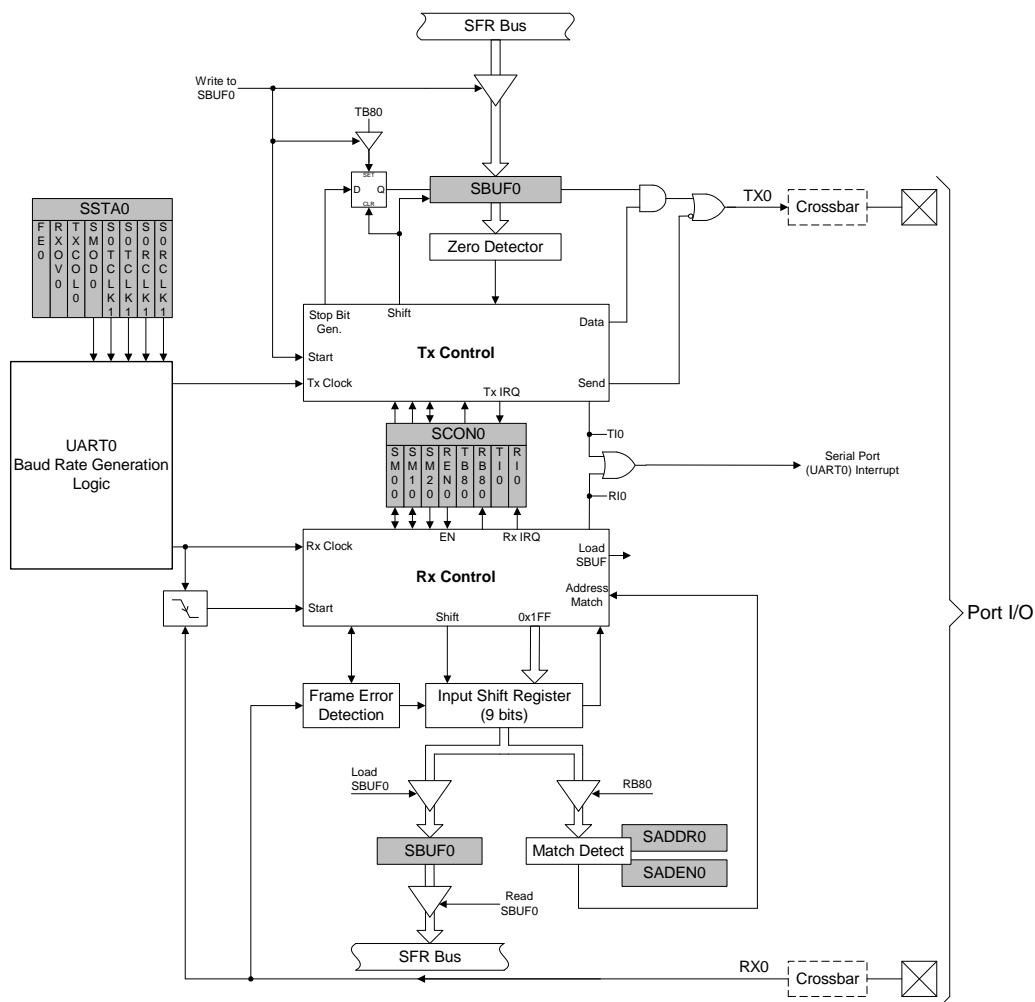 SFR Bus
Write to
SBUF0
TB80
SET
D Q
CLR
SBUF0
TX0
Crossbar
SSTA0
FE0
RXOV0
TXCOL0
SMOD0
S0TCLK1
S0TCLK1
S0RCLK1
S0RCLK1
Zero Detector
Stop Bit
Gen.
Shift
Data
Start
Tx Control
Tx Clock
Send
Tx IRQ
UART0
Baud Rate Generation
Logic
SCON0
SM00
SM10
SM20
REN0
TB80
RB80
TI0
RI0
TI0
Serial Port
(UART0) Interrupt
RI0
Rx Clock
EN
Rx IRQ
Load
SBUF
Rx Control
Address
Match
Start
Shift
0x1FF
Port I/O
Frame Error
Detection
Input Shift Register
(9 bits)
Load
SBUF0
RB80
SBUF0
Match Detect
SADDR0
SADEN0
Read
SBUF0
SFR Bus
RX0
Crossbar